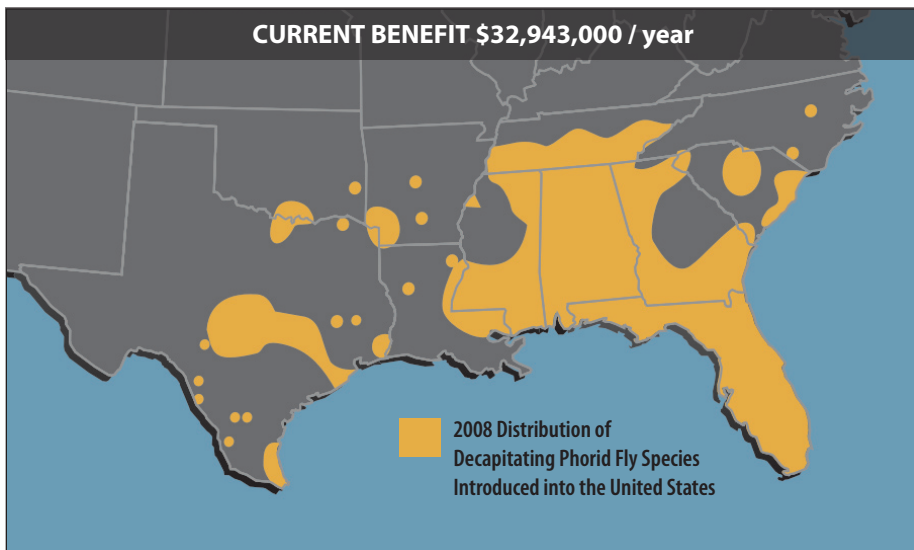 CURRENT BENEFIT $32,943,000 / year
2008 Distribution of
Decapitating Phorid Fly Species
Introduced into the United States